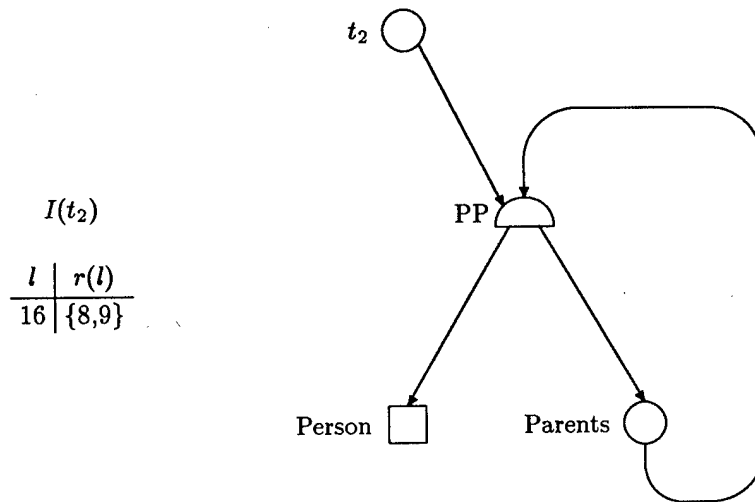 t₂
PP
I(t₂)
l r(l)
16 {8,9}
Person Parents